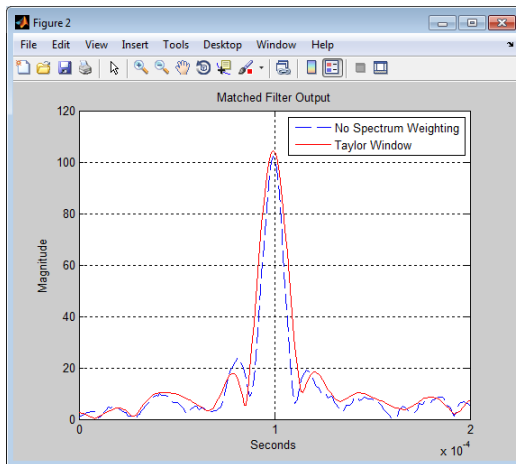 Figure 2
File Edit View Insert Tools Desktop Window Help
Matched Filter Output
120
100
80
60
40
20
0
Magnitude
No Spectrum Weighting
Taylor Window
0 1 2
Seconds
x 10⁻⁴